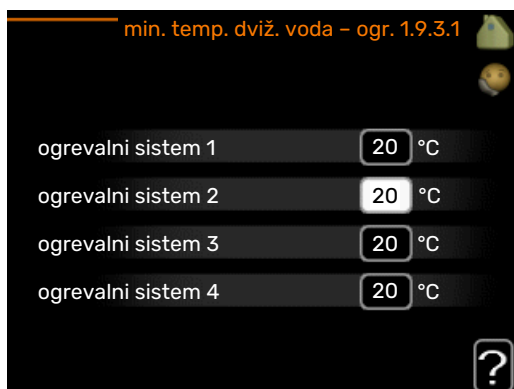 min. temp. dviž. voda – ogr. 1.9.3.1
ogrevalni sistem 1 20 °C
ogrevalni sistem 2 20 °C
ogrevalni sistem 3 20 °C
ogrevalni sistem 4 20 °C
?